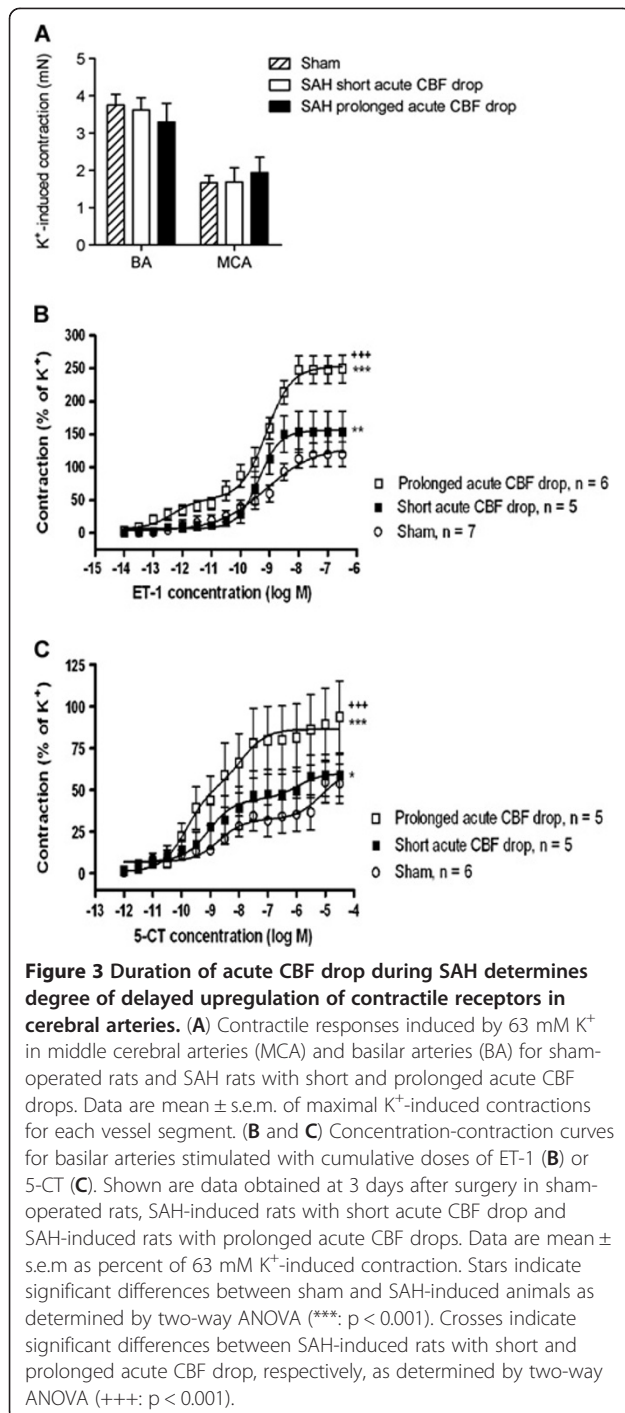 A
K+-induced contraction (mN)
5
4
3
2
1
0
BA
MCA
Sham
SAH short acute CBF drop
SAH prolonged acute CBF drop
B
Contraction (% of K+)
300
250
200
150
100
50
0
+++
***
**
Prolonged acute CBF drop, n = 6
Short acute CBF drop, n = 5
Sham, n = 7
-15 -14 -13 -12 -11 -10 -9 -8 -7 -6
ET-1 concentration (log M)
C
Contraction (% of K+)
125
100
75
50
25
0
+++
***
*
Prolonged acute CBF drop, n = 5
Short acute CBF drop, n = 5
Sham, n = 6
-13 -12 -11 -10 -9 -8 -7 -6 -5 -4
5-CT concentration (log M)
Figure 3 Duration of acute CBF drop during SAH determines
degree of delayed upregulation of contractile receptors in
cerebral arteries. (A) Contractile responses induced by 63 mM K+
in middle cerebral arteries (MCA) and basilar arteries (BA) for sham-
operated rats and SAH rats with short and prolonged acute CBF
drops. Data are mean ± s.e.m. of maximal K+-induced contractions
for each vessel segment. (B and C) Concentration-contraction curves
for basilar arteries stimulated with cumulative doses of ET-1 (B) or
5-CT (C). Shown are data obtained at 3 days after surgery in sham-
operated rats, SAH-induced rats with short acute CBF drop and
SAH-induced rats with prolonged acute CBF drops. Data are mean ±
s.e.m as percent of 63 mM K+-induced contraction. Stars indicate
significant differences between sham and SAH-induced animals as
determined by two-way ANOVA (***: p < 0.001). Crosses indicate
significant differences between SAH-induced rats with short and
prolonged acute CBF drop, respectively, as determined by two-way
ANOVA (+++: p < 0.001).